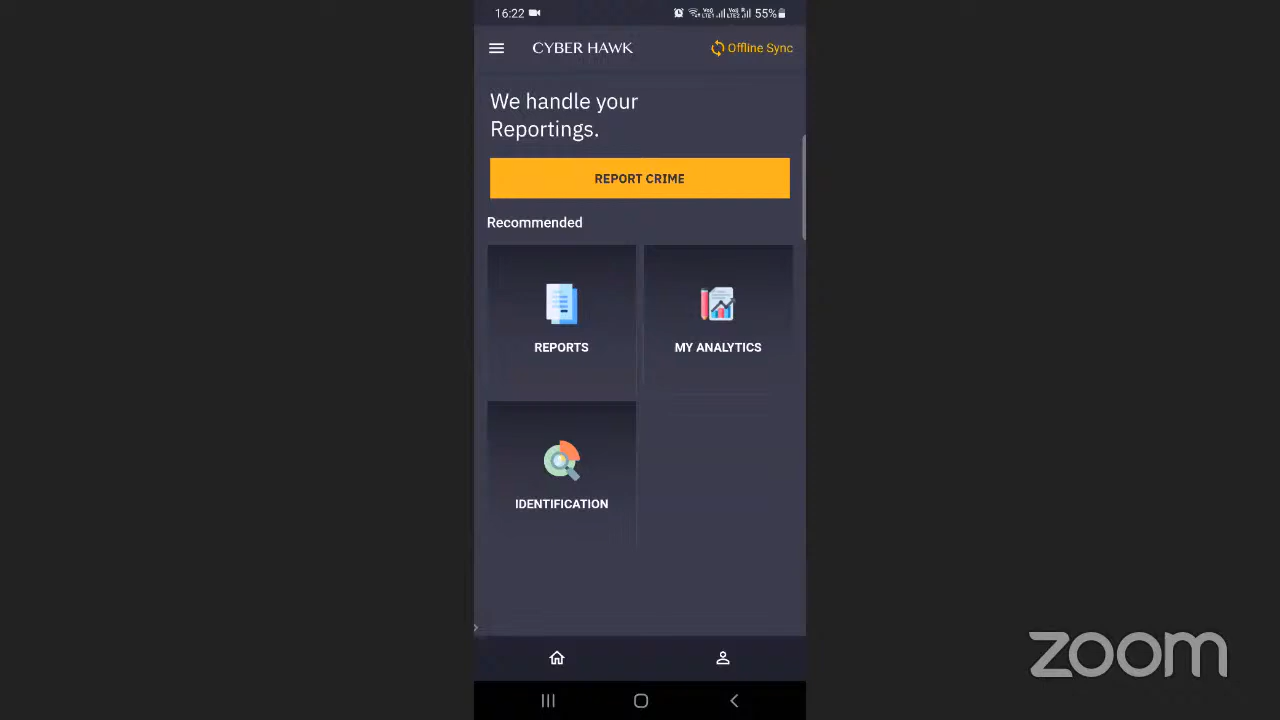 16:22
55%
CYBER HAWK
Offline Sync
We handle your
Reportings.
REPORT CRIME
Recommended
REPORTS
MY ANALYTICS
IDENTIFICATION
zoom